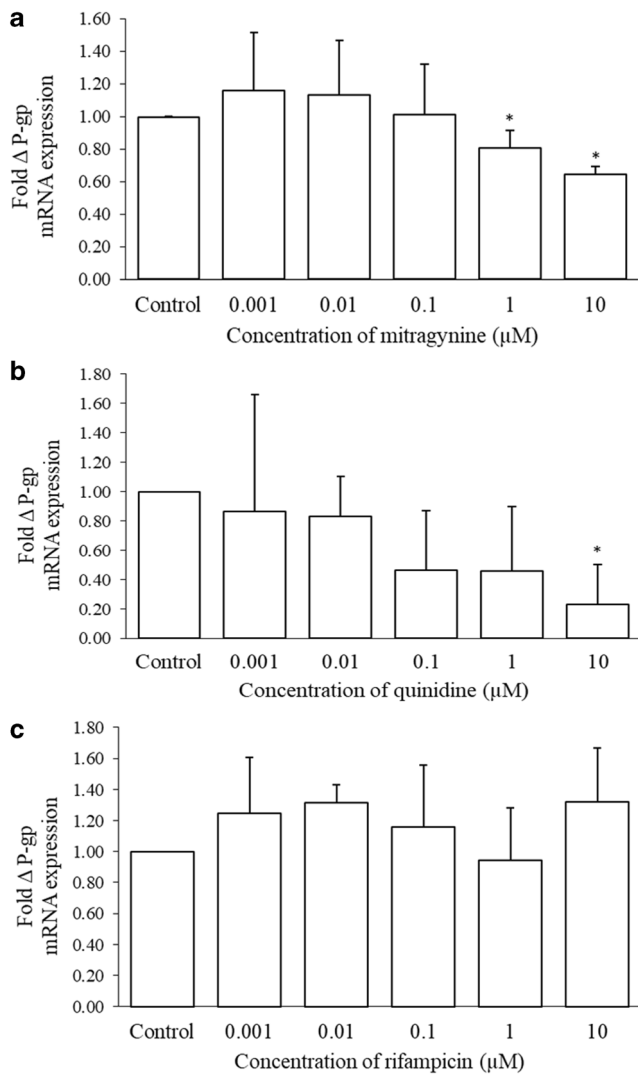 a
Fold Δ P-gp
mRNA expression
1.60
1.40
1.20
1.00
0.80
0.60
0.40
0.20
0.00
*
*
Control 0.001 0.01 0.1 1 10
Concentration of mitragynine (µM)
b
Fold Δ P-gp
mRNA expression
1.80
1.60
1.40
1.20
1.00
0.80
0.60
0.40
0.20
0.00
*
Control 0.001 0.01 0.1 1 10
Concentration of quinidine (µM)
c
Fold Δ P-gp
mRNA expression
1.80
1.60
1.40
1.20
1.00
0.80
0.60
0.40
0.20
0.00
Control 0.001 0.01 0.1 1 10
Concentration of rifampicin (µM)